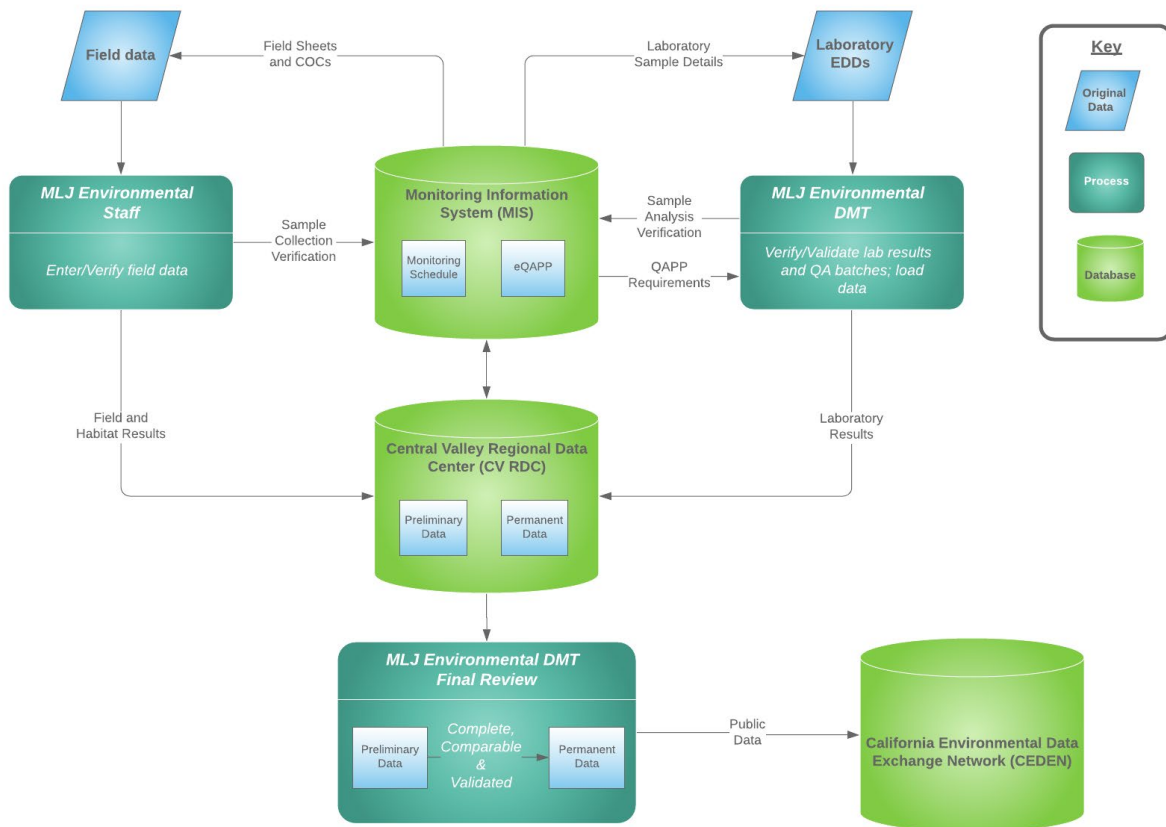 Field data
Field Sheets
and COCs
Laboratory
Sample Details
Laboratory
EDDs
Key
Original
Data
Process
Database
MLJ Environmental
Staff
Enter/Verify field data
Sample
Collection
Verification
Monitoring Information
System (MIS)
Monitoring
Schedule
eQAPP
Sample
Analysis
Verification
QAPP
Requirements
MLJ Environmental
DMT
Verify/Validate lab results
and QA batches; load
data
Field and
Habitat Results
Central Valley Regional Data
Center (CV RDC)
Preliminary
Data
Permanent
Data
Laboratory
Results
MLJ Environmental DMT
Final Review
Preliminary
Data
Complete,
Comparable
&
Validated
Permanent
Data
Public
Data
California Environmental Data
Exchange Network (CEDEN)